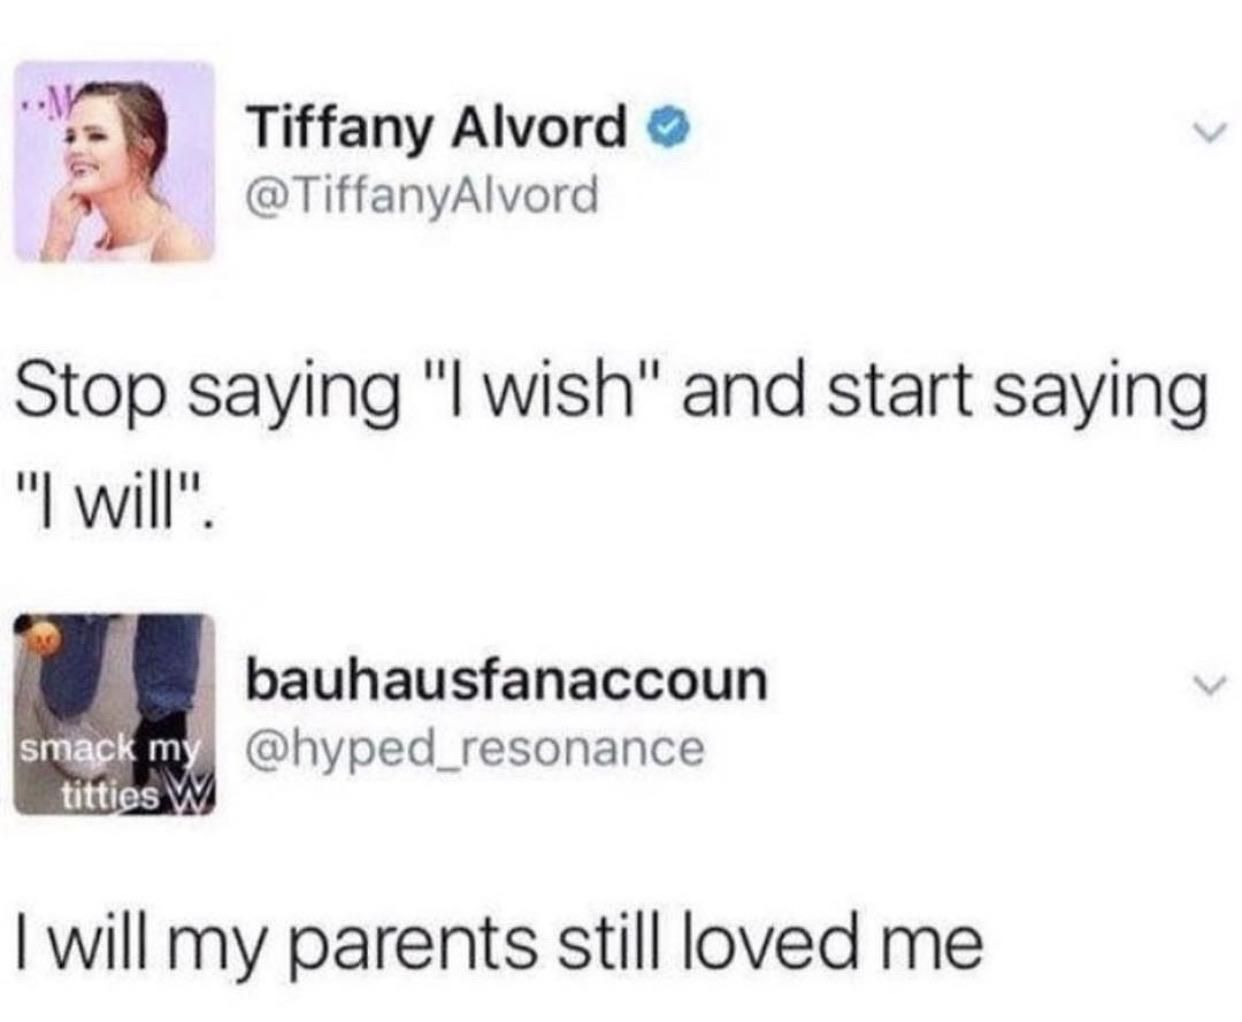 ··M
Tiffany Alvord
@TiffanyAlvord
Stop saying "I wish" and start saying
"I will".
bauhausfanaccoun
@hyped_resonance
smack my
titties W
I will my parents still loved me